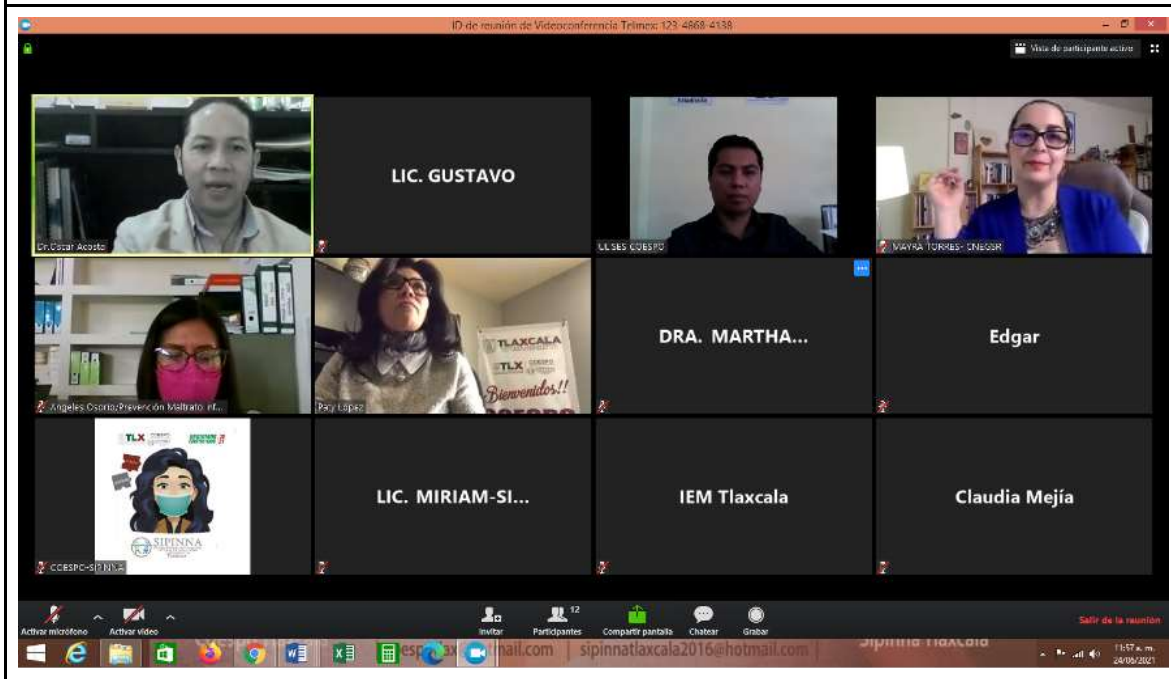 ID de reunión de Videoconferencia Telmex: 123-4868-4138
Vista de participante activo
Dr.Oscar Acosta
LIC. GUSTAVO
ULISES COESPO
MAYRA TORRES- CNEGSR
Angeles Osorio/Prevención Maltrato Inf...
Paty López
TLAXCALA
TLX
Bienvenidos!!
DRA. MARTHA...
Edgar
TLX
SIPINNA
COESPO-SIPINNA
LIC. MIRIAM-SI...
IEM Tlaxcala
Claudia Mejía
Activar micrófono
Activar video
Invitar
Participantes
12
Compartir pantalla
Chatear
Grabar
Salir de la reunión
sipinnatlaxcala2016@hotmail.com
Sipinna Tlaxcala
11:57 a. m.
24/06/2021